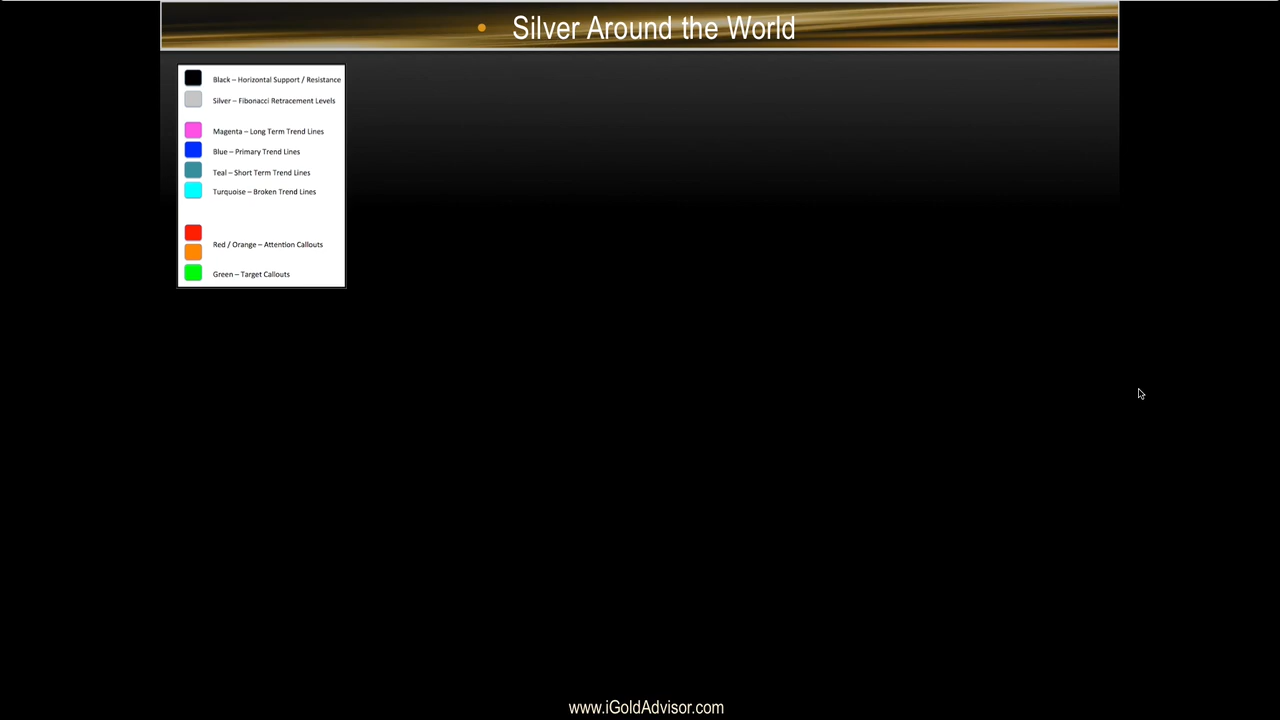 Silver Around the World
Black – Horizontal Support / Resistance
Silver – Fibonacci Retracement Levels
Magenta – Long Term Trend Lines
Blue – Primary Trend Lines
Teal – Short Term Trend Lines
Turquoise – Broken Trend Lines
Red / Orange – Attention Callouts
Green – Target Callouts
www.iGoldAdvisor.com